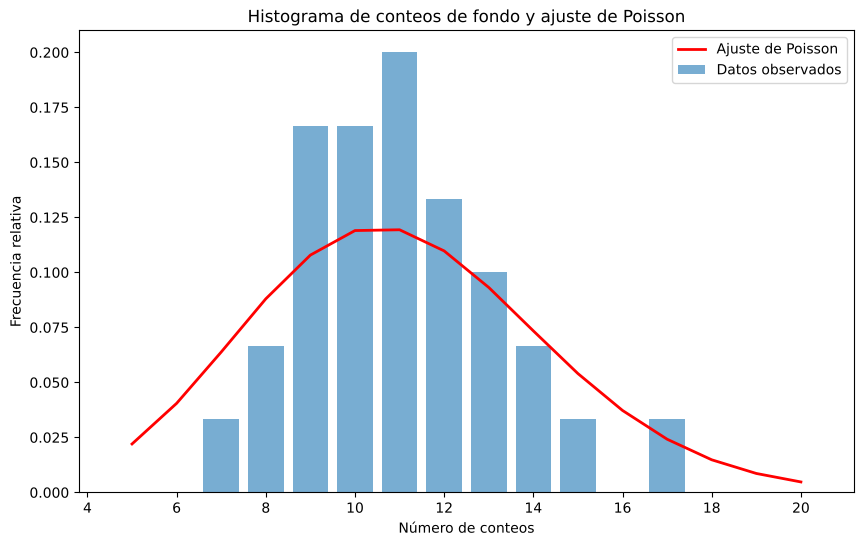 Histograma de conteos de fondo y ajuste de Poisson
Ajuste de Poisson
Datos observados
Frecuencia relativa
0.200
0.175
0.150
0.125
0.100
0.075
0.050
0.025
0.000
4 6 8 10 12 14 16 18 20
Número de conteos